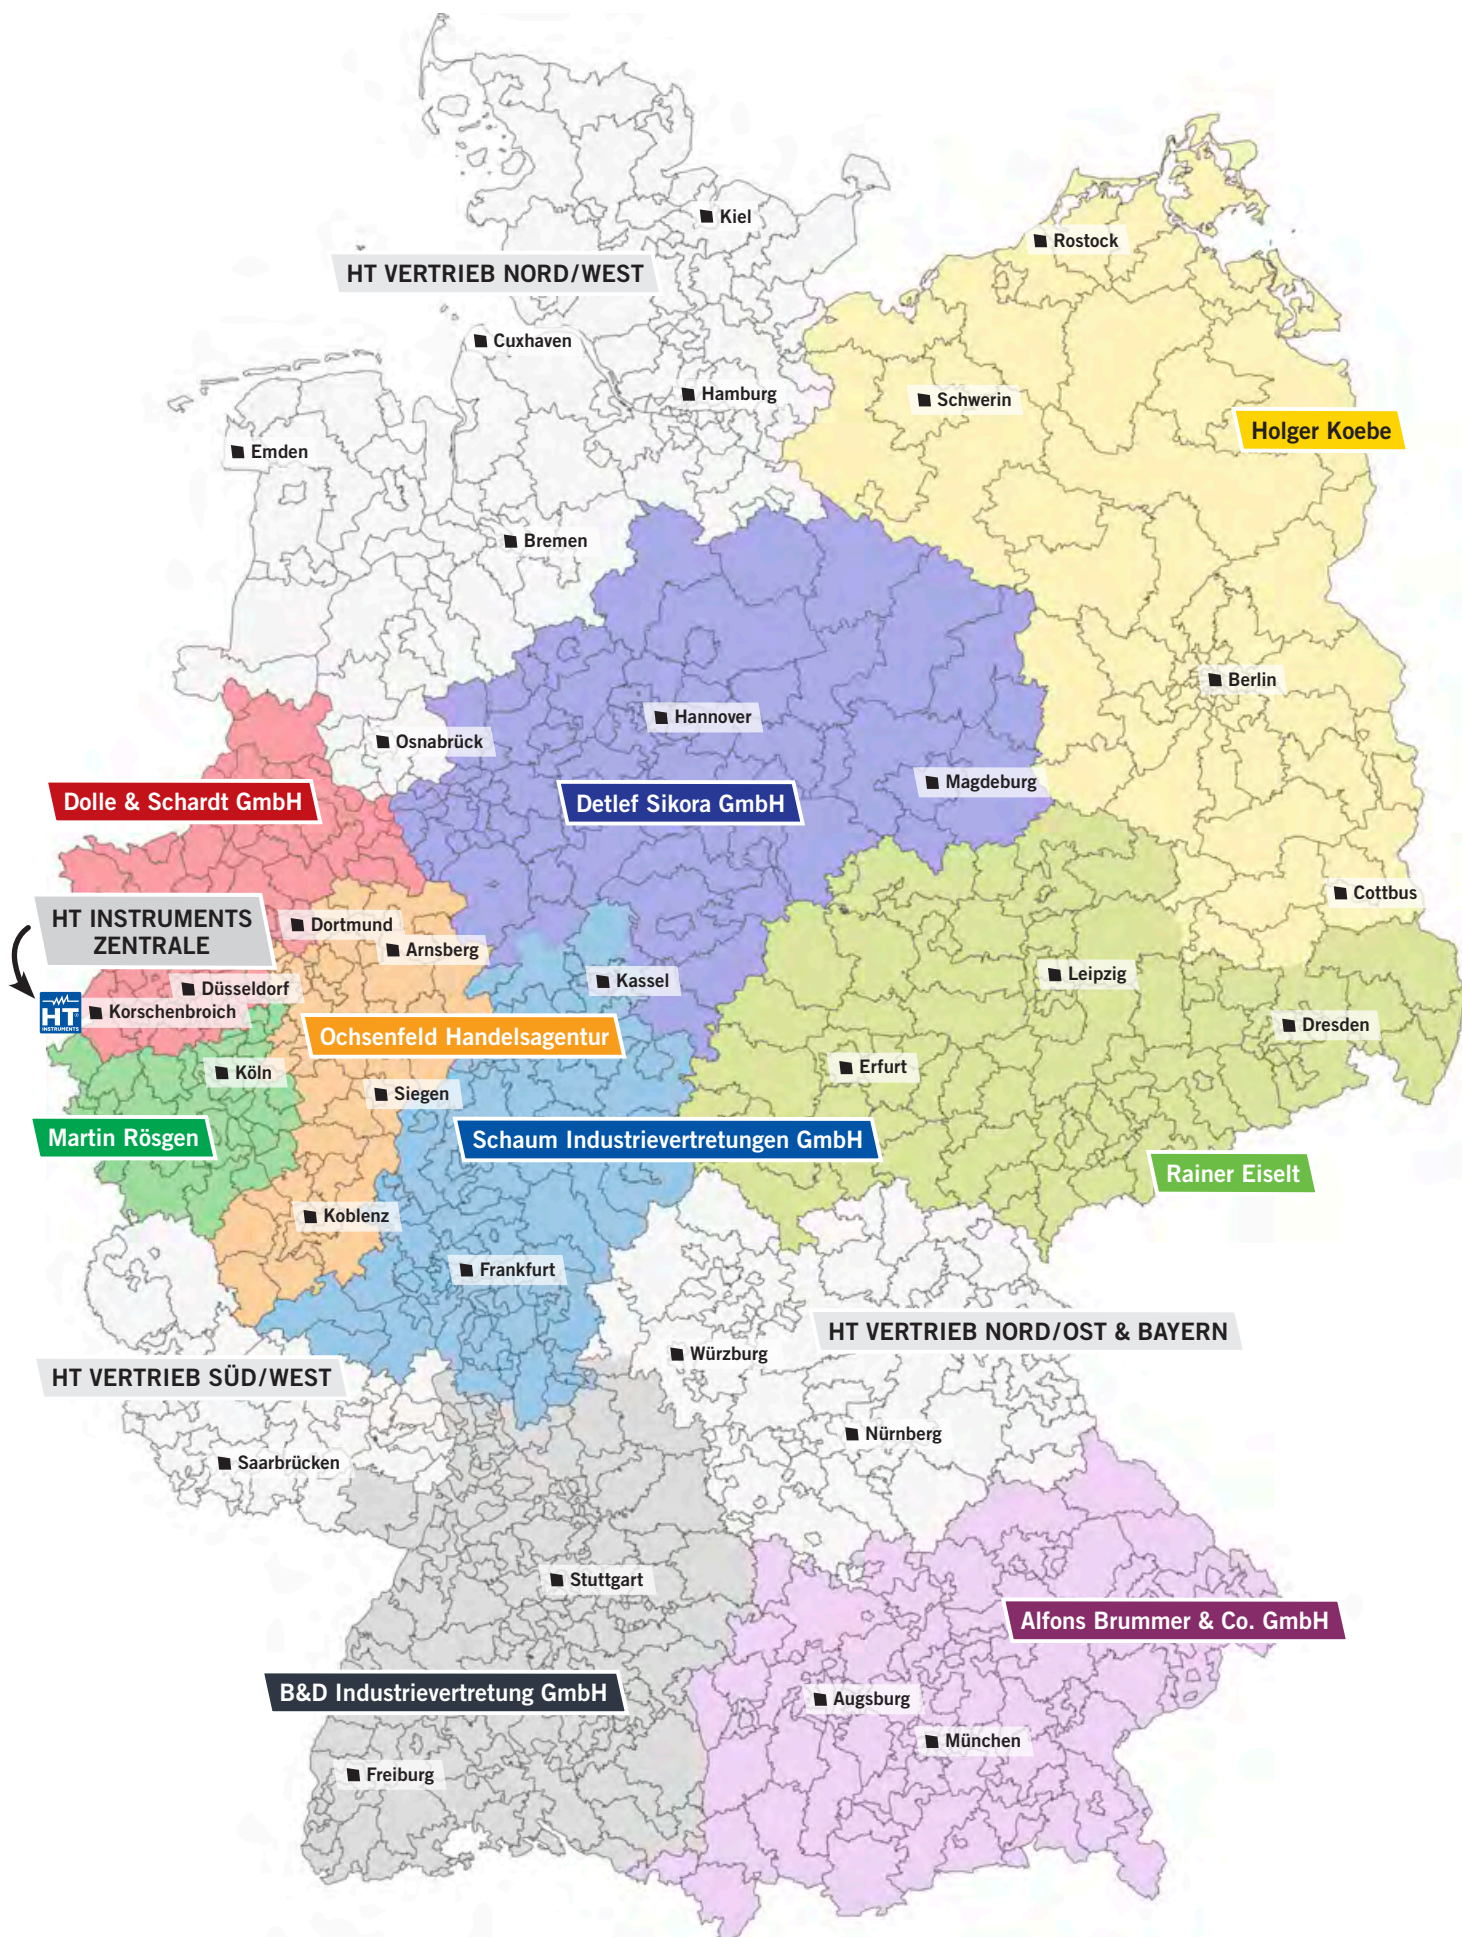 Kiel
Rostock
HT VERTRIEB NORD/WEST
Cuxhaven
Hamburg
Schwerin
Holger Koebe
Emden
Bremen
Berlin
Hannover
Osnabrück
Magdeburg
Dolle & Schardt GmbH
Detlef Sikora GmbH
Cottbus
HT INSTRUMENTS
ZENTRALE
Dortmund
Arnsberg
Leipzig
Kassel
Düsseldorf
HT
INSTRUMENTS
Korschenbroich
Dresden
Ochsenfeld Handelsagentur
Erfurt
Köln
Siegen
Martin Rösgen
Schaum Industrievertretungen GmbH
Rainer Eiselt
Koblenz
Frankfurt
HT VERTRIEB NORD/OST & BAYERN
Würzburg
HT VERTRIEB SÜD/WEST
Nürnberg
Saarbrücken
Stuttgart
Alfons Brummer & Co. GmbH
B&D Industrievertretung GmbH
Augsburg
München
Freiburg